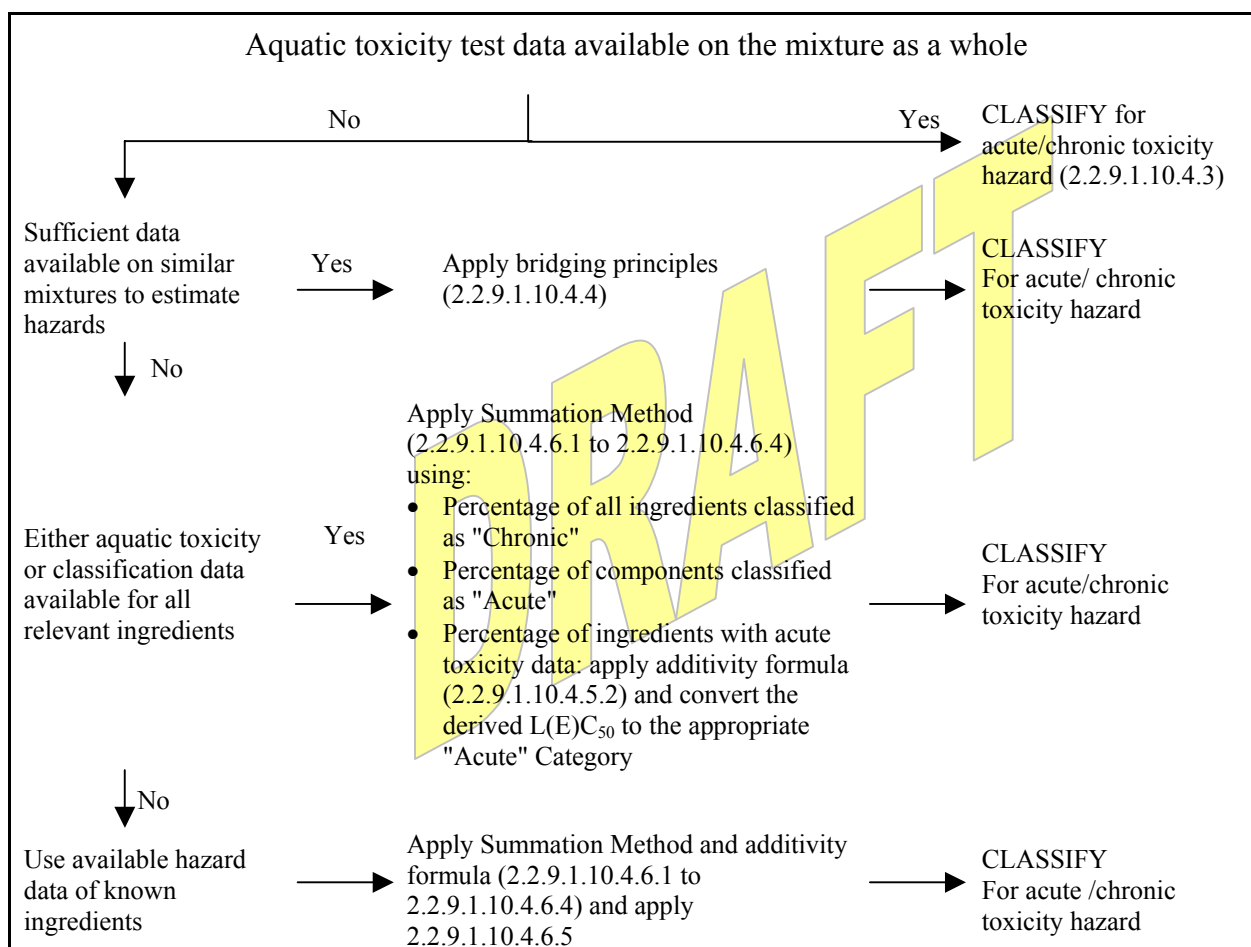 Aquatic toxicity test data available on the mixture as a whole
No
Yes
CLASSIFY for
acute/chronic toxicity
hazard (2.2.9.1.10.4.3)
Sufficient data
available on similar
mixtures to estimate
hazards
Yes
Apply bridging principles
(2.2.9.1.10.4.4)
CLASSIFY
For acute/ chronic
toxicity hazard
No
Either aquatic toxicity
or classification data
available for all
relevant ingredients
Yes
Apply Summation Method
(2.2.9.1.10.4.6.1 to 2.2.9.1.10.4.6.4)
using:
• Percentage of all ingredients classified
as "Chronic"
• Percentage of components classified
as "Acute"
• Percentage of ingredients with acute
toxicity data: apply additivity formula
(2.2.9.1.10.4.5.2) and convert the
derived L(E)C50 to the appropriate
"Acute" Category
CLASSIFY
For acute/chronic
toxicity hazard
No
Use available hazard
data of known
ingredients
Apply Summation Method and additivity
formula (2.2.9.1.10.4.6.1 to
2.2.9.1.10.4.6.4) and apply
2.2.9.1.10.4.6.5
CLASSIFY
For acute /chronic
toxicity hazard
DRAFT